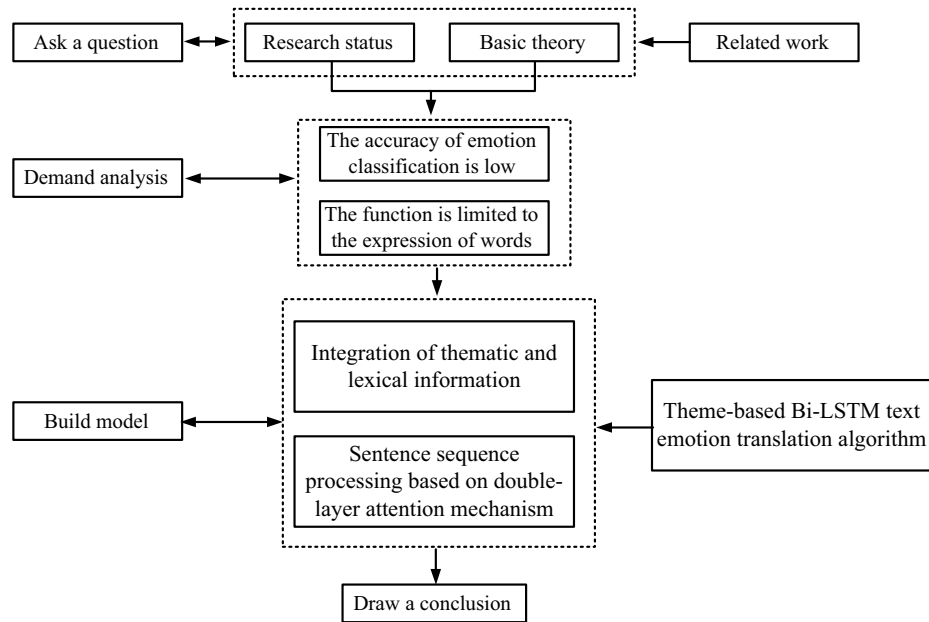 Ask a question
Research status
Basic theory
Related work
The accuracy of emotion
classification is low
Demand analysis
The function is limited to
the expression of words
Integration of thematic and
lexical information
Build model
Theme-based Bi-LSTM text
emotion translation algorithm
Sentence sequence
processing based on double-
layer attention mechanism
Draw a conclusion